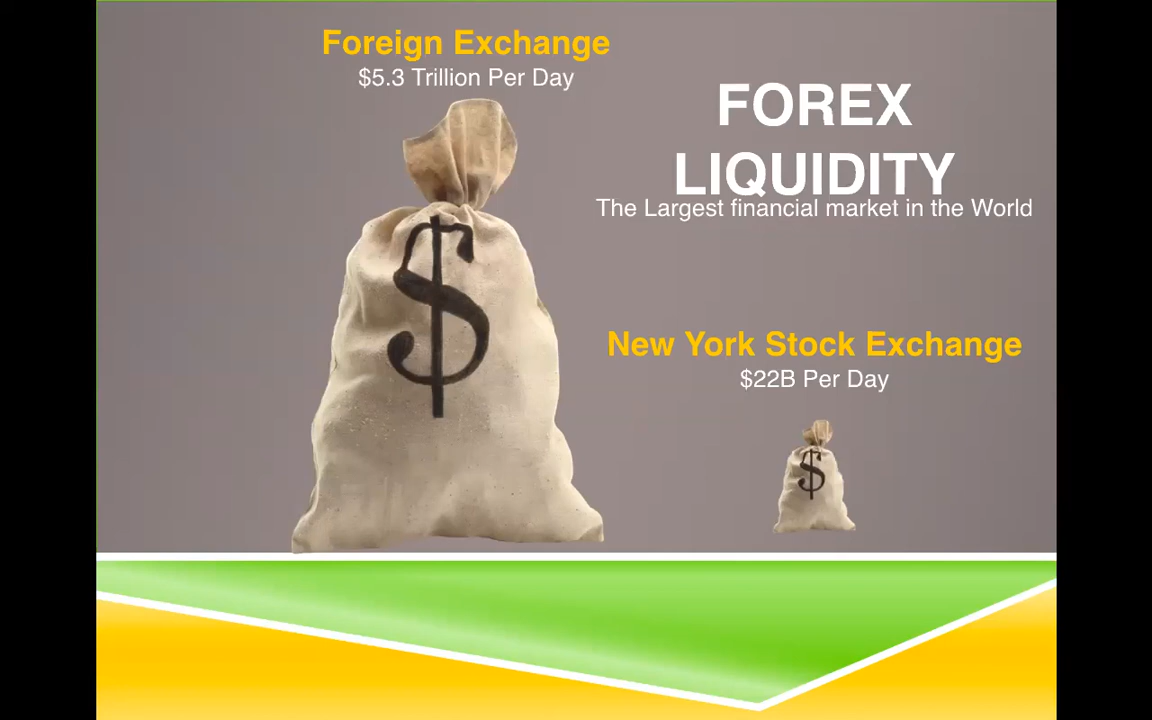 Foreign Exchange
$5.3 Trillion Per Day
FOREX
LIQUIDITY
The Largest financial market in the World
New York Stock Exchange
$22B Per Day
$
$